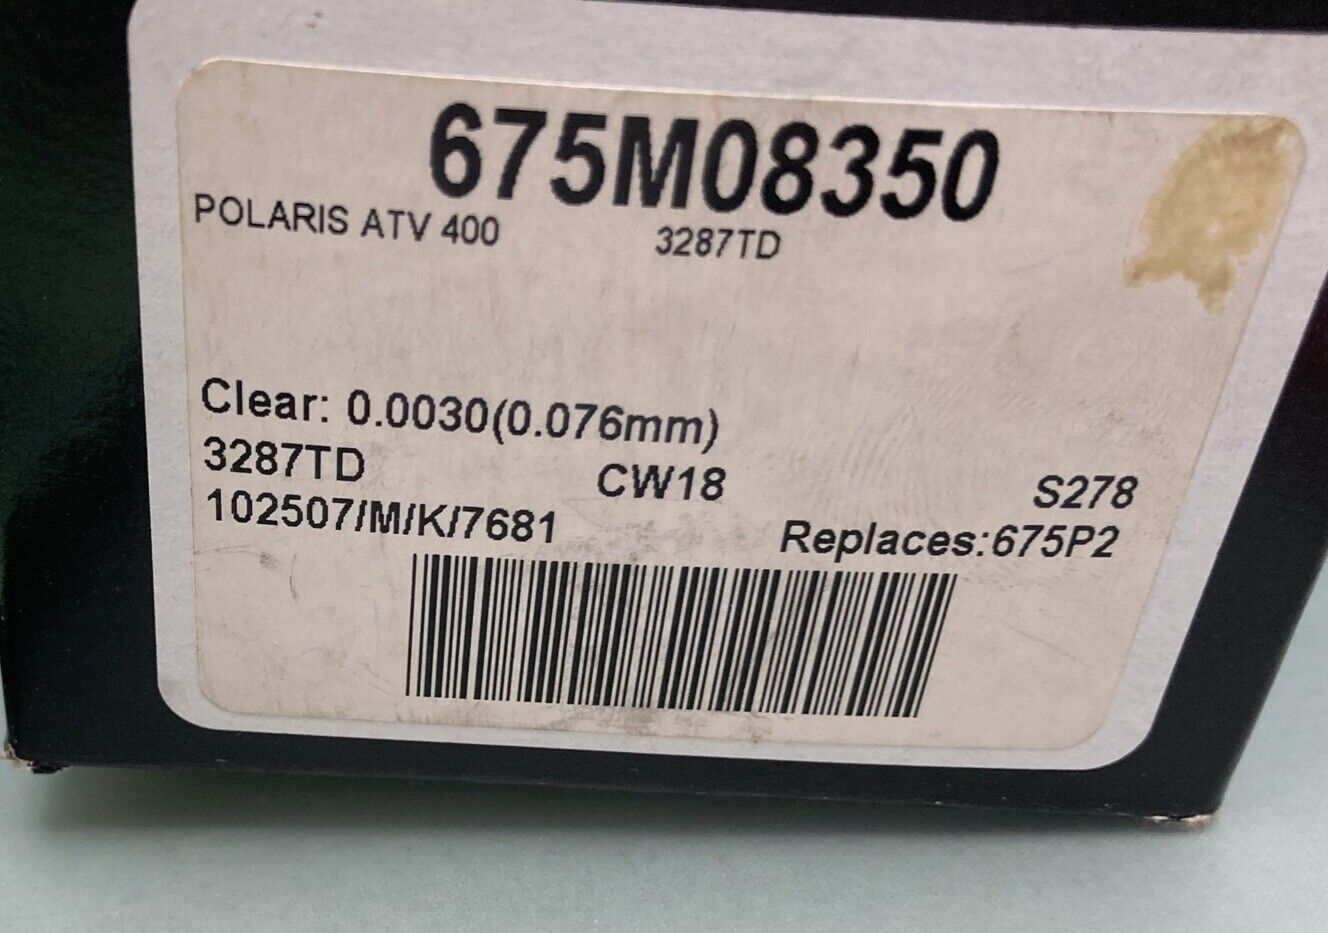 675M08350
POLARIS ATV 400 3287TD
Clear: 0.0030(0.076mm)
3287TD CW18 S278
102507/M/K/7681 Replaces:675P2